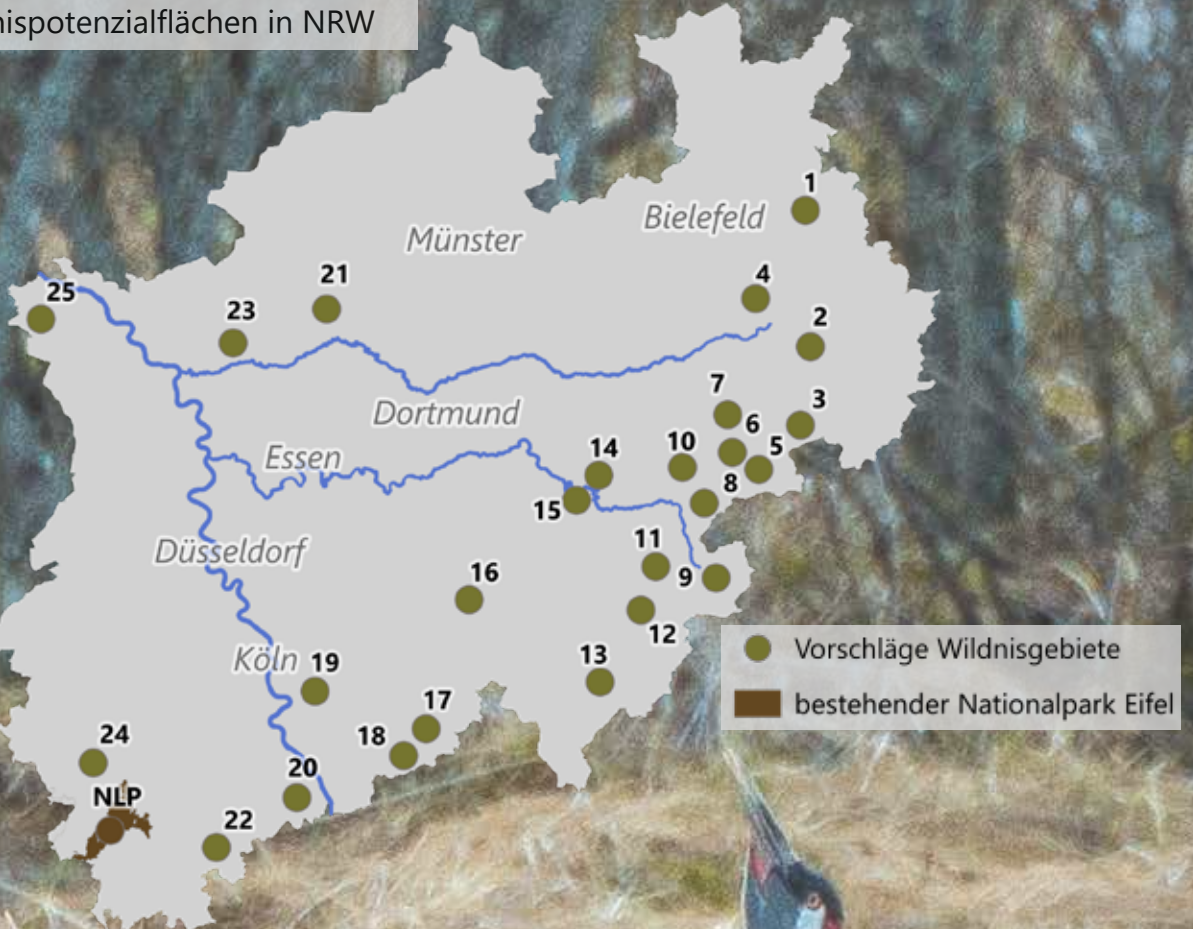 nispotenzialflächen in NRW
1
Bielefeld
Münster
4
21
25
23
2
7
3
Dortmund
6
14
10
5
Essen
8
15
11
Düsseldorf
16
9
12
Vorschläge Wildnisgebiete
13
Köln
19
17
bestehender Nationalpark Eifel
18
24
20
NLP
22